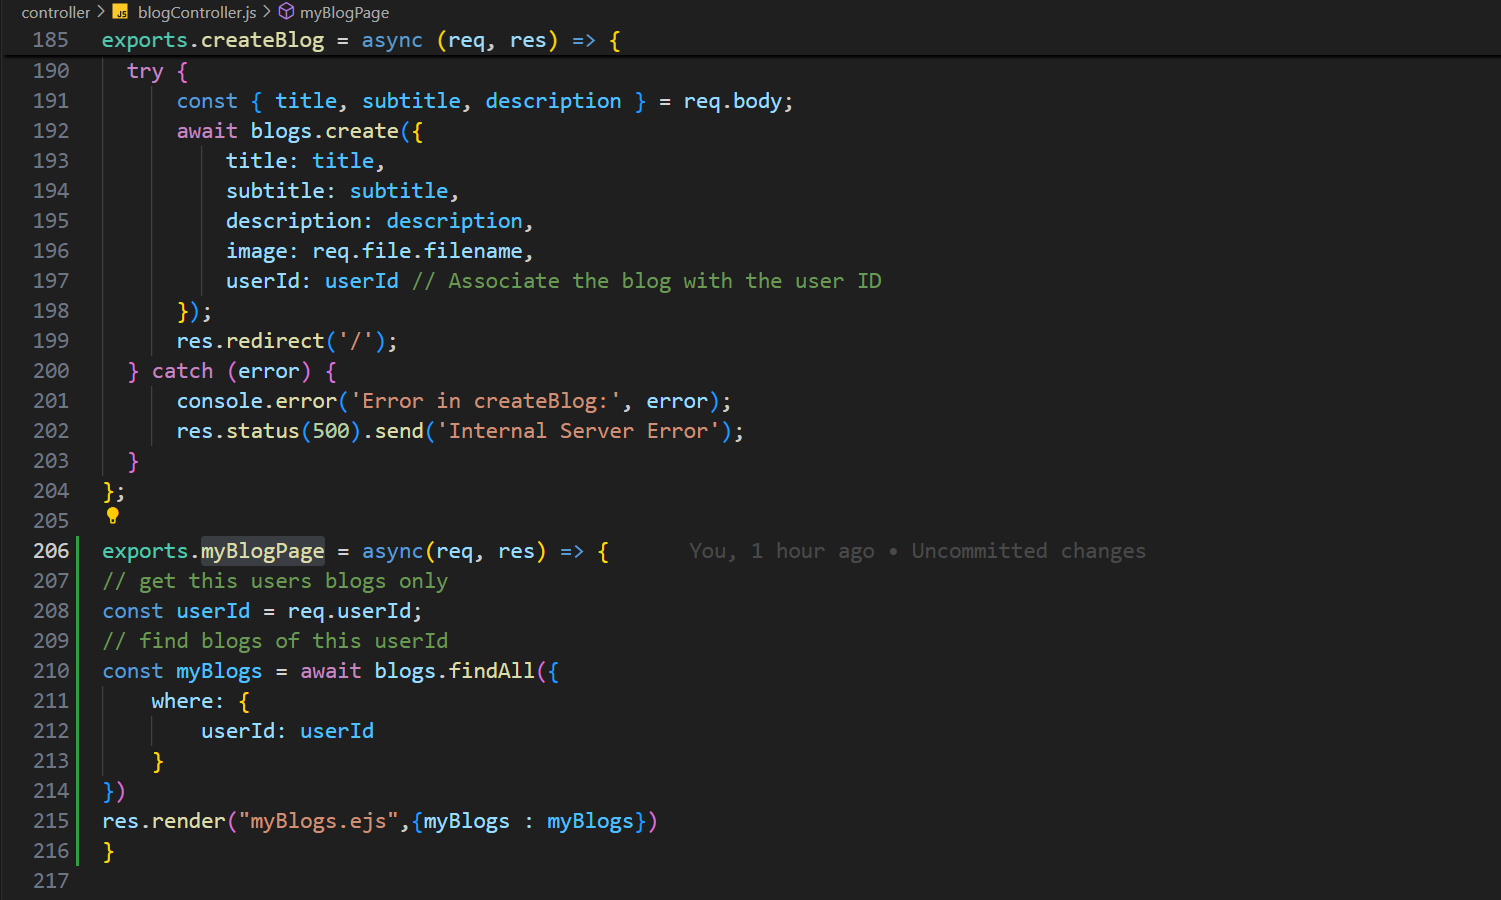 controller > JS blogController.js > myBlogPage
185 exports.createBlog = async (req, res) => {
190 try {
191 const { title, subtitle, description } = req.body;
192 await blogs.create({
193 title: title,
194 subtitle: subtitle,
195 description: description,
196 image: req.file.filename,
197 userId: userId // Associate the blog with the user ID
198 });
199 res.redirect('/');
200 } catch (error) {
201 console.error('Error in createBlog:', error);
202 res.status(500).send('Internal Server Error');
203 }
204 };
205
206 exports.myBlogPage = async(req, res) => { You, 1 hour ago • Uncommitted changes
207 // get this users blogs only
208 const userId = req.userId;
209 // find blogs of this userId
210 const myBlogs = await blogs.findAll({
211 where: {
212 userId: userId
213 }
214 })
215 res.render("myBlogs.ejs",{myBlogs : myBlogs})
216 }
217